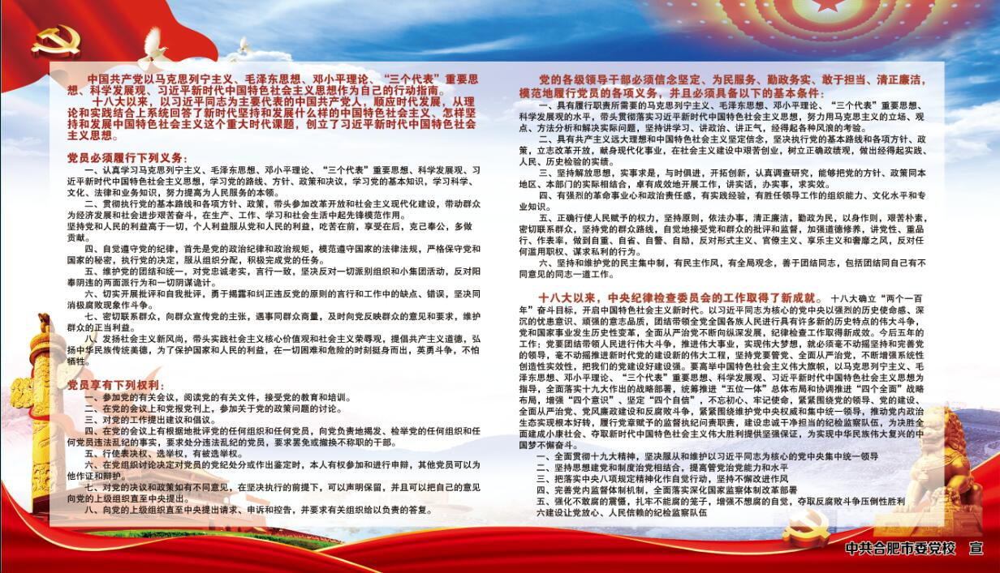 中国共产党以马克思列宁主义、毛泽东思想、邓小平理论、“三个代表”重要思
想、科学发展观、习近平新时代中国特色社会主义思想作为自己的行动指南。
十八大以来，以习近平同志为主要代表的中国共产党人，顺应时代发展，从理
论和实践结合上系统回答了新时代坚持和发展什么样的中国特色社会主义、怎样坚
持和发展中国特色社会主义这个重大时代课题，创立了习近平新时代中国特色社会
主义思想。
党员必须履行下列义务：
一、认真学习马克思列宁主义、毛泽东思想、邓小平理论、“三个代表”重要思想、科学发展观、习
近平新时代中国特色社会主义思想，学习党的路线、方针、政策和决议，学习党的基本知识，学习科学、
文化、法律和业务知识，努力提高为人民服务的本领。
二、贯彻执行党的基本路线和各项方针、政策，带头参加改革开放和社会主义现代化建设，带动群众
为经济发展和社会进步艰苦奋斗，在生产、工作、学习和社会生活中起先锋模范作用。
坚持党和人民的利益高于一切，个人利益服从党和人民的利益，吃苦在前，享受在后，克己奉公，多做
贡献。
四、自觉遵守党的纪律，首先是党的政治纪律和政治规矩，模范遵守国家的法律法规，严格保守党和
国家的秘密，执行党的决定，服从组织分配，积极完成党的任务。
五、维护党的团结和统一，对党忠诚老实，言行一致，坚决反对一切派别组织和小集团活动，反对阳
奉阴违的两面派行为和一切阴谋诡计。
六、切实开展批评和自我批评，勇于揭露和纠正违反党的原则的言行和工作中的缺点、错误，坚决同
消极腐败现象作斗争。
七、密切联系群众，向群众宣传党的主张，遇事同群众商量，及时向党反映群众的意见和要求，维护
群众的正当利益。
八、发扬社会主义新风尚，带头实践社会主义核心价值观和社会主义荣辱观，提倡共产主义道德，弘
扬中华民族传统美德，为了保护国家和人民的利益，在一切困难和危险的时刻挺身而出，英勇斗争，不怕
牺牲。
党员享有下列权利：
一、参加党的有关会议，阅读党的有关文件，接受党的教育和培训。
二、在党的会议上和党报党刊上，参加关于党的政策问题的讨论。
三、对党的工作提出建议和倡议。
四、在党的会议上有根据地批评党的任何组织和任何党员，向党负责地揭发、检举党的任何组织和任
何党员违法乱纪的事实，要求处分违法乱纪的党员，要求罢免或撤换不称职的干部。
五、行使表决权、选举权，有被选举权。
六、在党组织讨论决定对党员的党纪处分或作出鉴定时，本人有权参加和进行申辩，其他党员可以为
他作证和辩护。
七、对党的决议和政策如有不同意见，在坚决执行的前提下，可以声明保留，并且可以把自己的意见
向党的上级组织直至中央提出。
八、向党的上级组织直至中央提出请求、申诉和控告，并要求有关组织给以负责的答复。
党的各级领导干部必须信念坚定、为民服务、勤政务实、敢于担当、清正廉洁，
模范地履行党员的各项义务，并且必须具备以下的基本条件：
一、具有履行职责所需要的马克思列宁主义、毛泽东思想、邓小平理论、“三个代表”重要思想、
科学发展观的水平，带头贯彻落实习近平新时代中国特色社会主义思想，努力用马克思主义的立场、观
点、方法分析和解决实际问题，坚持讲学习、讲政治、讲正气，经得起各种风浪的考验。
二、具有共产主义远大理想和中国特色社会主义坚定信念，坚决执行党的基本路线和各项方针、政
策，立志改革开放，献身现代化事业，在社会主义建设中艰苦创业，树立正确政绩观，做出经得起实践、
人民、历史检验的实绩。
三、坚持解放思想，实事求是，与时俱进，开拓创新，认真调查研究，能够把党的方针、政策同本
地区、本部门的实际相结合，卓有成效地开展工作，讲实话，办实事，求实效。
四、有强烈的革命事业心和政治责任感，有实践经验，有胜任领导工作的组织能力、文化水平和专
业知识。
五、正确行使人民赋予的权力，坚持原则，依法办事，清正廉洁，勤政为民，以身作则，艰苦朴素，
密切联系群众，坚持党的群众路线，自觉地接受党和群众的批评和监督，加强道德修养，讲党性、重品
行、作表率，做到自重、自省、自警、自励，反对形式主义、官僚主义、享乐主义和奢靡之风，反对任
何滥用职权、谋求私利的行为。
六、坚持和维护党的民主集中制，有民主作风，有全局观念，善于团结同志，包括团结同自己有不
同意见的同志一道工作。
十八大以来，中央纪律检查委员会的工作取得了新成就。十八大确立“两个一百
年”奋斗目标，开启中国特色社会主义新时代。以习近平同志为核心的党中央以强烈的历史使命感、深
沉的忧患意识、顽强的意志品质，团结带领全党全国各族人民进行具有许多新的历史特点的伟大斗争，
党和国家事业发生历史性变革，全面从严治党不断向纵深发展，纪律检查工作取得新成效。今后五年的
工作：党要团结带领人民进行伟大斗争，推进伟大事业，实现伟大梦想，就必须毫不动摇坚持和完善党
的领导，毫不动摇推进新时代党的建设新的伟大工程，坚持党要管党、全面从严治党，不断增强系统性
创造性实效性，把我们的党建设好建设强。要高举中国特色社会主义伟大旗帜，以马克思列宁主义、毛
泽东思想、邓小平理论、“三个代表”重要思想、科学发展观、习近平新时代中国特色社会主义思想为
指导，全面落实十九大作出的战略部署，统筹推进“五位一体”总体布局和协调推进“四个全面”战略
布局，增强“四个意识”、坚定“四个自信”，不忘初心、牢记使命，紧紧围绕党的领导、党的建设、
全面从严治党、党风廉政建设和反腐败斗争，紧紧围绕维护党中央权威和集中统一领导，推动党内政治
生态实现根本好转，履行党章赋予的监督执纪问责职责，建设忠诚干净担当的纪检监察队伍，为决胜全
面建成小康社会、夺取新时代中国特色社会主义伟大胜利提供坚强保证，为实现中华民族伟大复兴的中
国梦不懈奋斗。
一、全面贯彻十九大精神，坚决服从和维护以习近平同志为核心的党中央集中统一领导
二、坚持思想建党和制度治党相结合，提高管党治党能力和水平
三、把落实中央八项规定精神化作自觉行动，坚持不懈改进作风
四、完善党内监督体制机制，全面落实深化国家监察体制改革部署
五、强化不敢腐的震慑，扎牢不能腐的笼子，增强不想腐的自觉，夺取反腐败斗争压倒性胜利
六建设让党放心、人民信赖的纪检监察队伍
中共合肥市委党校 宣